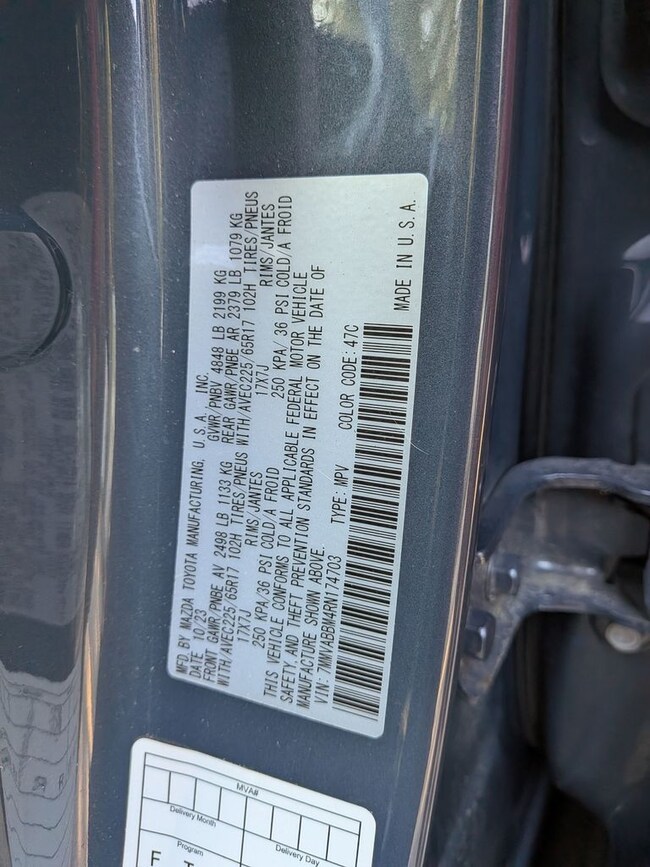 MFD. BY MAZDA TOYOTA MANUFACTURING, U.S.A., INC.
DATE 10/23 GVWR/PNBV 4848 LB 2199 KG
FRONT GAWR/PNBE AV 2498 LB 1133 KG REAR GAWR/PNBE AR 2379 LB 1079 KG
WITH/AVEC225/65R17 102H TIRES/PNEUS WITH/AVEC225/65R17 102H TIRES/PNEUS
17X7J RIMS/JANTES 17X7J RIMS/JANTES
250 KPA/36 PSI COLD/A FROID 250 KPA/ 36 PSI COLD/A FROID
THIS VEHICLE CONFORMS TO ALL APPLICABLE FEDERAL MOTOR VEHICLE
SAFETY, AND THEFT PREVENTION STANDARDS IN EFFECT ON THE DATE OF
MANUFACTURE SHOWN ABOVE.
VIN: 7MMVABBM4RN174703 TYPE: MPV COLOR CODE: 47C
MADE IN U.S.A.
MVA#
Delivery Month Delivery Day
Program
F T